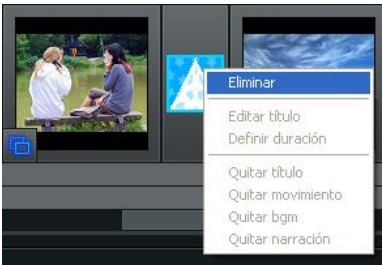 Eliminar
Editar título
Definir duración
Quitar título
Quitar movimiento
Quitar bgm
Quitar narración